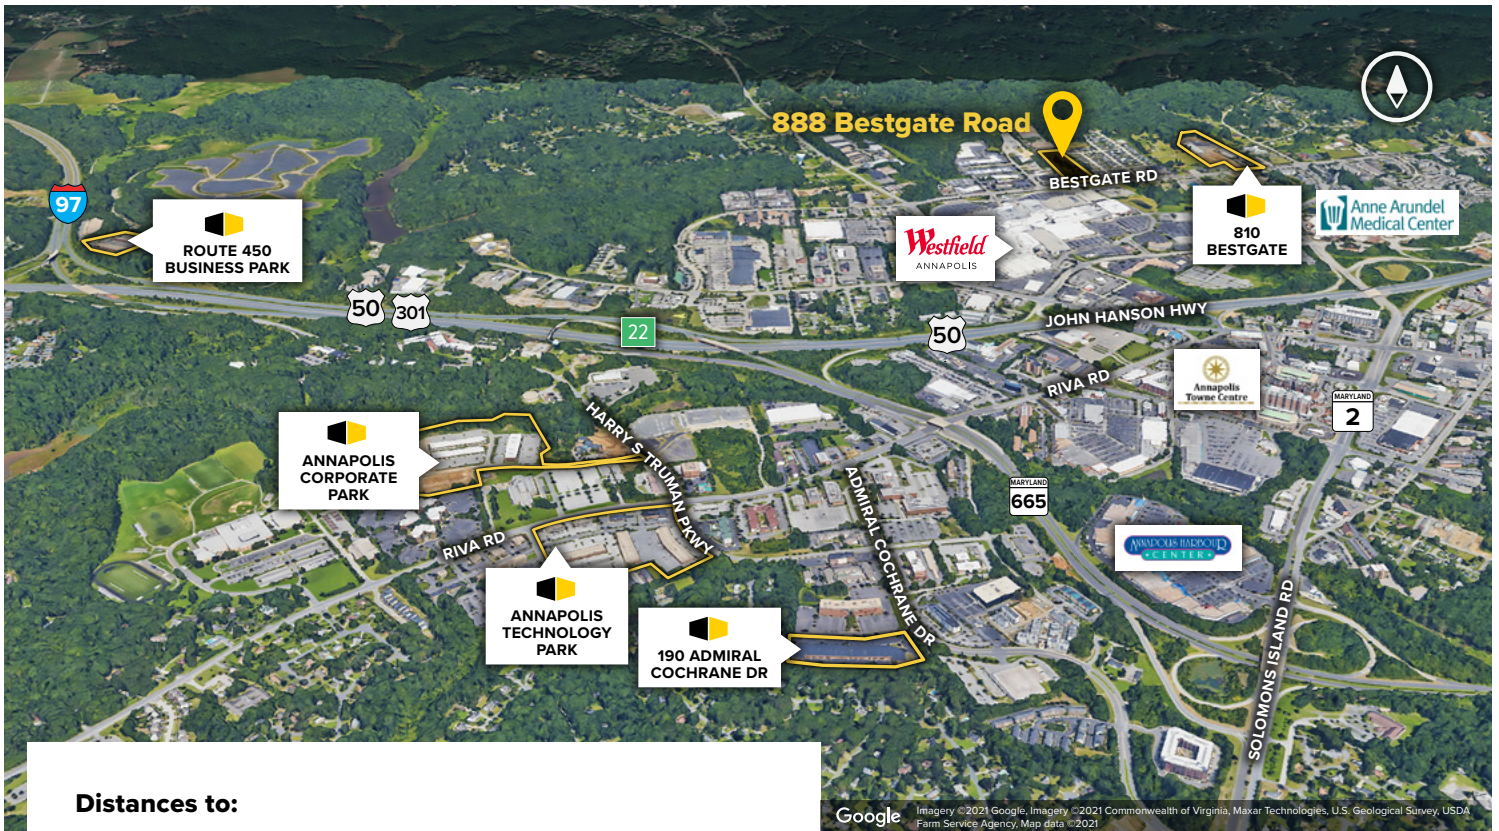 888 Bestgate Road
BESTGATE RD
97
ROUTE 450
BUSINESS PARK
Westfield
ANNAPOLIS
810
BESTGATE
Anne Arundel
Medical Center
50
301
22
50
JOHN HANSON HWY
RIVA RD
Annapolis
Towne Centre
MARYLAND
2
HARRY S TRUMAN PKWY
ANNAPOLIS
CORPORATE
PARK
ADMIRAL COCHRANE DR
MARYLAND
665
RIVA RD
ANNAPOLIS HARBOUR
CENTER
ANNAPOLIS
TECHNOLOGY
PARK
190 ADMIRAL
COCHRANE DR
SOLOMONS ISLAND RD
Distances to:
Google
Imagery ©2021 Google, Imagery ©2021 Commonwealth of Virginia, Maxar Technologies, U.S. Geological Survey, USDA
Farm Service Agency, Map data ©2021